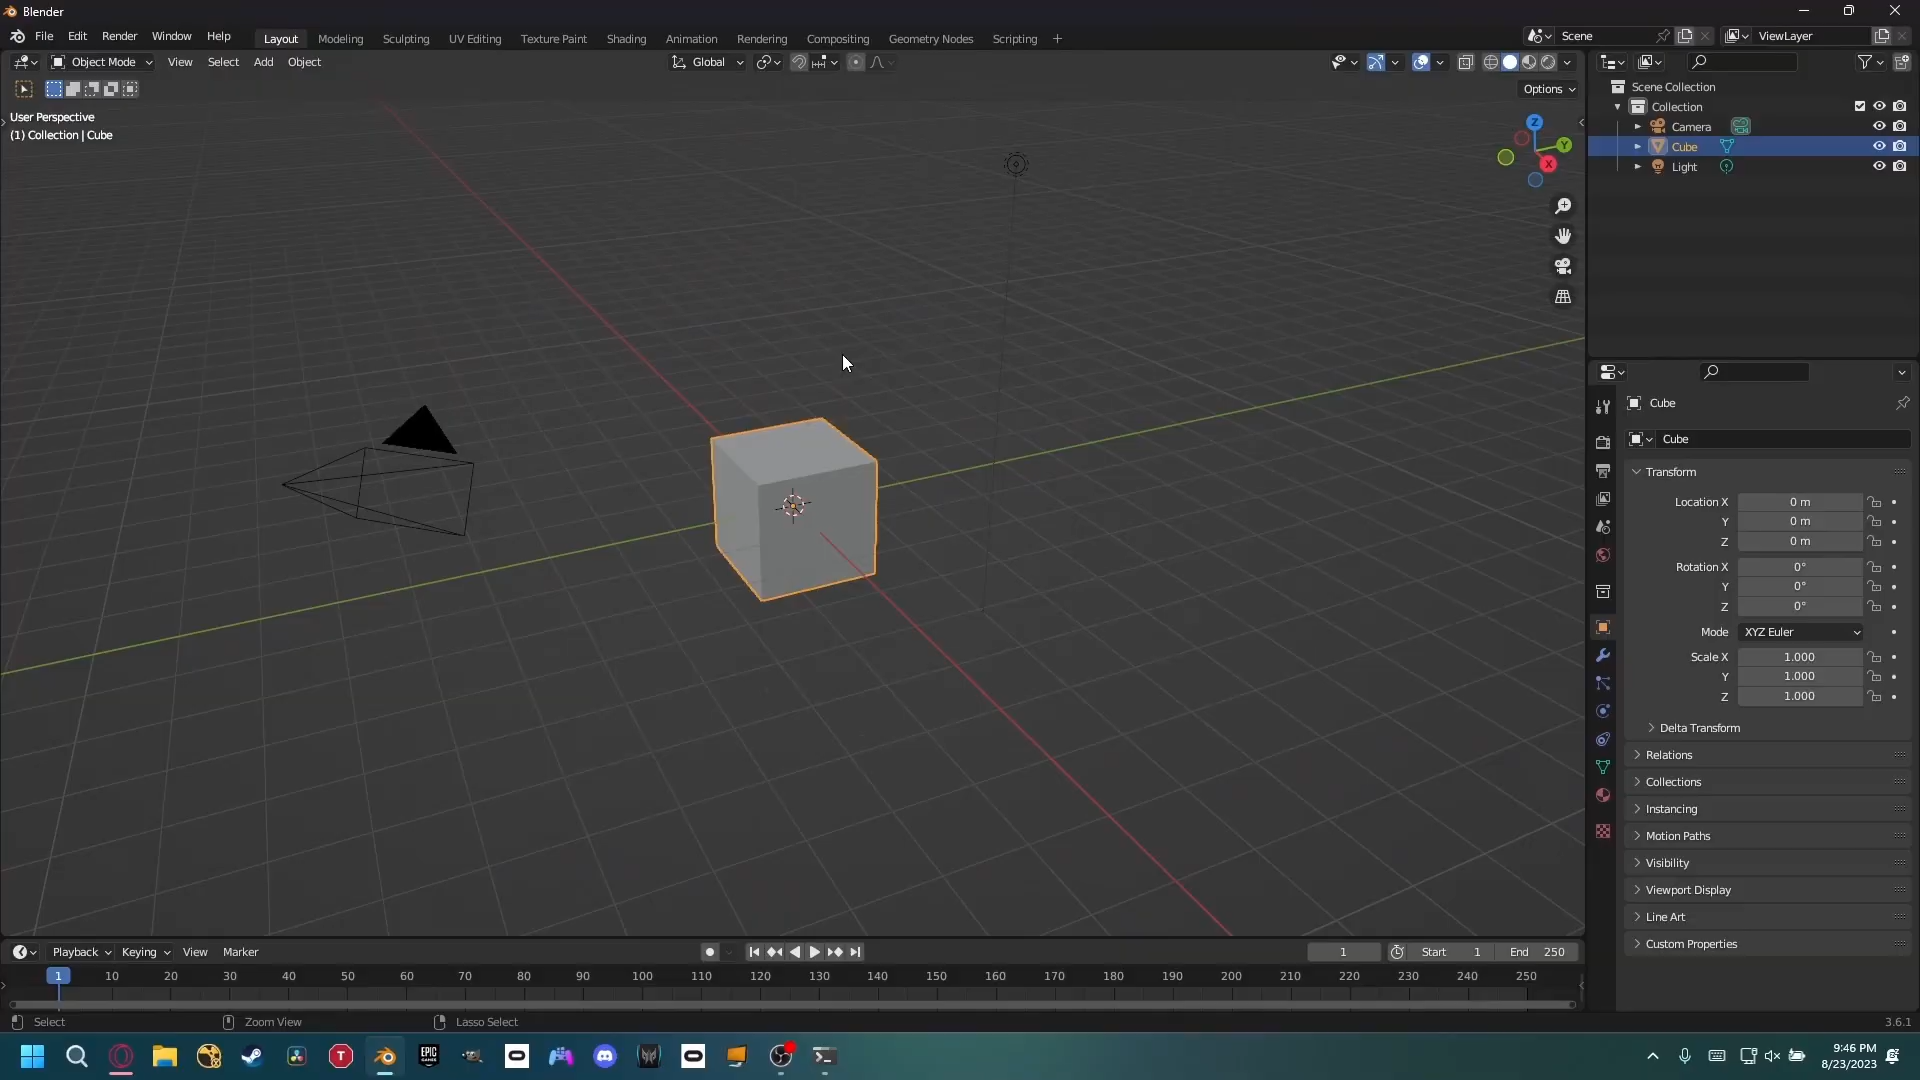 Blender
File Edit Render Window Help Layout Modeling Sculpting UV Editing Texture Paint Shading Animation Rendering Compositing Geometry Nodes Scripting + Scene ViewLayer
Object Mode View Select Add Object Global
Options
User Perspective
(1) Collection | Cube
Z
Y
X
Scene Collection
Collection
Camera
Cube
Light
Cube
Cube
Transform
Location X 0 m
Y 0 m
Z 0 m
Rotation X 0°
Y 0°
Z 0°
Mode XYZ Euler
Scale X 1.000
Y 1.000
Z 1.000
Delta Transform
Relations
Collections
Instancing
Motion Paths
Visibility
Viewport Display
Line Art
Custom Properties
Playback Keying View Marker 1 Start 1 End 250
1 10 20 30 40 50 60 70 80 90 100 110 120 130 140 150 160 170 180 190 200 210 220 230 240 250
Select Zoom View Lasso Select 3.6.1
T EPIC GAMES
9:46 PM
8/23/2023